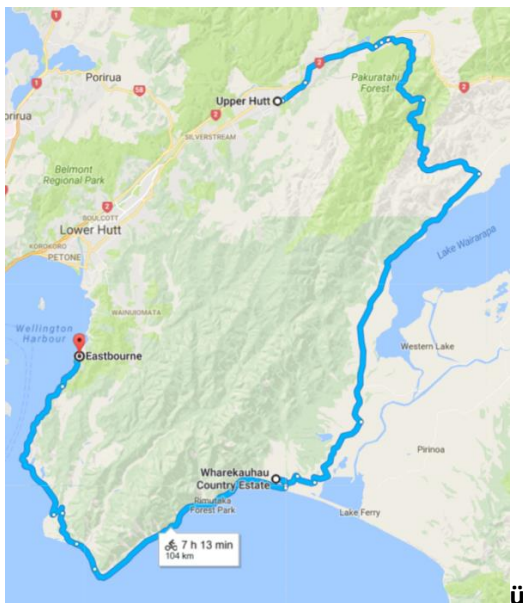 1
1
Porirua
58
2
Pakuratahi
Forest
orirua
Upper Hutt
2
2
SILVERSTREAM
Belmont
Regional Park
2
BOULCOTT
Lower Hutt
KOROKORO
PETONE
Lake Wairarapa
WAINUIOMATA
Wellington
Harbour
Western Lake
Eastbourne
Pirinoa
Wharekauhau
Country Estate
Rimutaka
Forest Park
Lake Ferry
7 h 13 min
104 km
ü